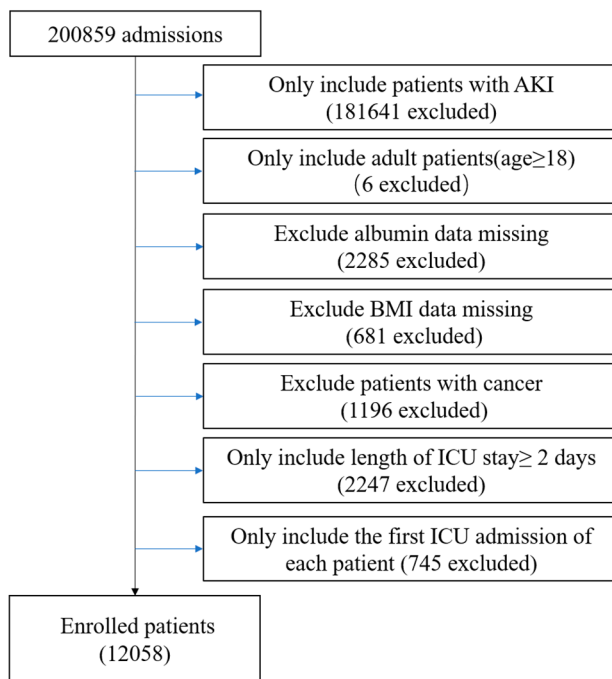 200859 admissions
Only include patients with AKI
(181641 excluded)
Only include adult patients(age≥18)
(6 excluded)
Exclude albumin data missing
(2285 excluded)
Exclude BMI data missing
(681 excluded)
Exclude patients with cancer
(1196 excluded)
Only include length of ICU stay≥ 2 days
(2247 excluded)
Only include the first ICU admission of
each patient (745 excluded)
Enrolled patients
(12058)